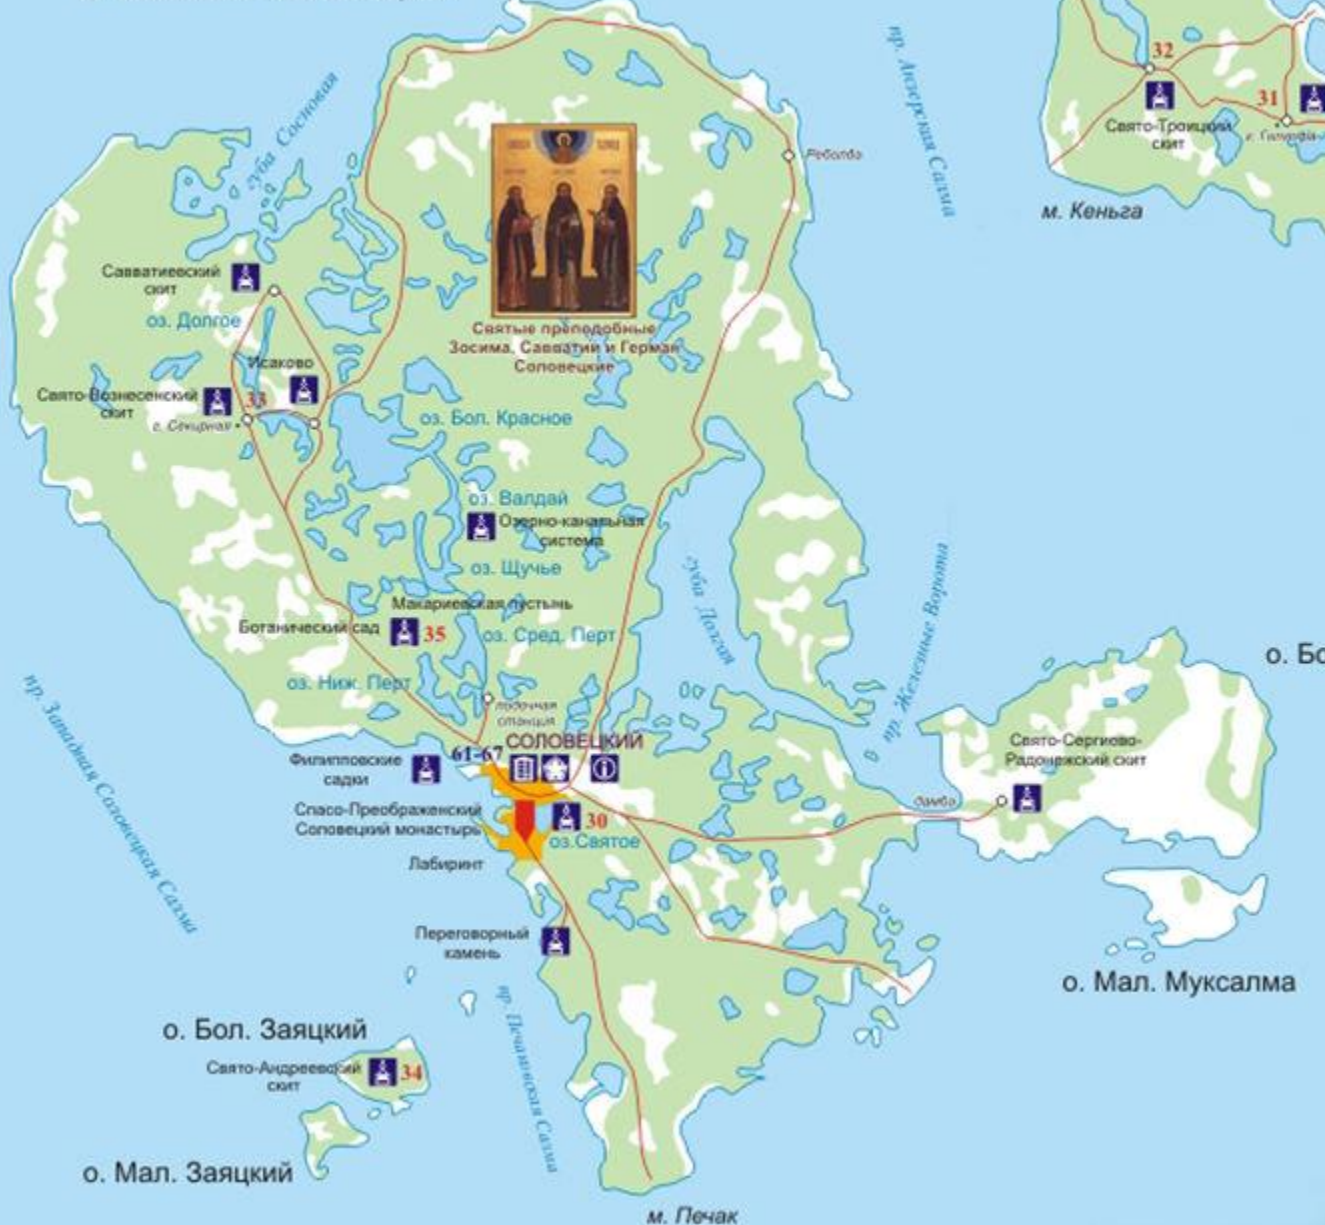 32
31
Свято-Троицкий
скит
м. Кеньга
пр. Анзерская Салма
губа Сосновая
Реболда
Савватиевский
скит
оз. Долгое
Исаково
Свято-Вознесенский
скит
33
г. Секирная
Святые преподобные
Зосима, Савватий и Герман
Соловецкие
оз. Бол. Красное
оз. Валдай
Озерно-канальная
система
оз. Щучье
Макариевская пустынь
Ботанический сад
35
оз. Сред. Перт
оз. Ниж. Перт
лодочная
станция
губа Долгая
пр. Железные Ворота
пр. Западная Соловецкая Салма
о. Бо
СОЛОВЕЦКИЙ
61-67
Филипповские
садки
Спасо-Преображенский
Соловецкий монастырь
30
оз.Святое
Лабиринт
дамба
Свято-Сергиево-
Радонежский скит
Переговорный
камень
о. Мал. Муксалма
пр. Печаковская Салма
о. Бол. Заяцкий
Свято-Андреевский
скит
34
о. Мал. Заяцкий
м. Печак